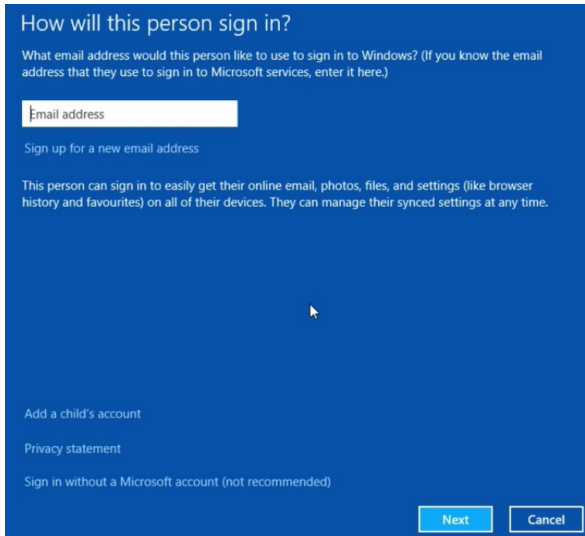 How will this person sign in?
What email address would this person like to use to sign in to Windows? (If you know the email
address that they use to sign in to Microsoft services, enter it here.)
Email address
Sign up for a new email address
This person can sign in to easily get their online email, photos, files, and settings (like browser
history and favourites) on all of their devices. They can manage their synced settings at any time.
Add a child's account
Privacy statement
Sign in without a Microsoft account (not recommended)
Next Cancel